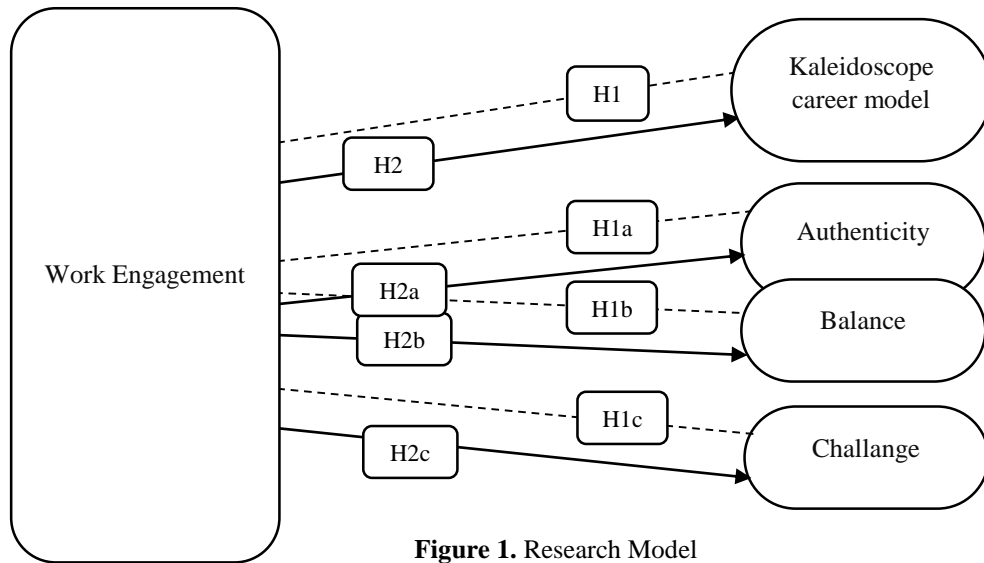 Kaleidoscope
career model
H1
H2
H1a
Authenticity
Work Engagement
H2a
H1b
Balance
H2b
H1c
Challange
H2c
Figure 1. Research Model